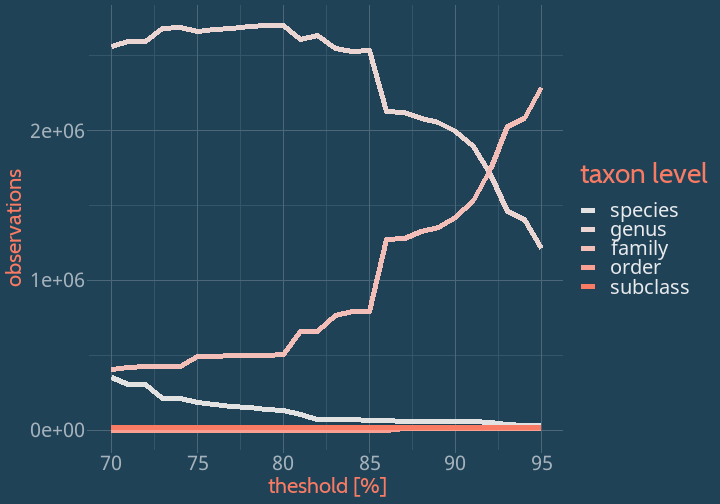 observations
2e+06
1e+06
0e+00
70 75 80 85 90 95
theshold [%]
taxon level
species
genus
family
order
subclass